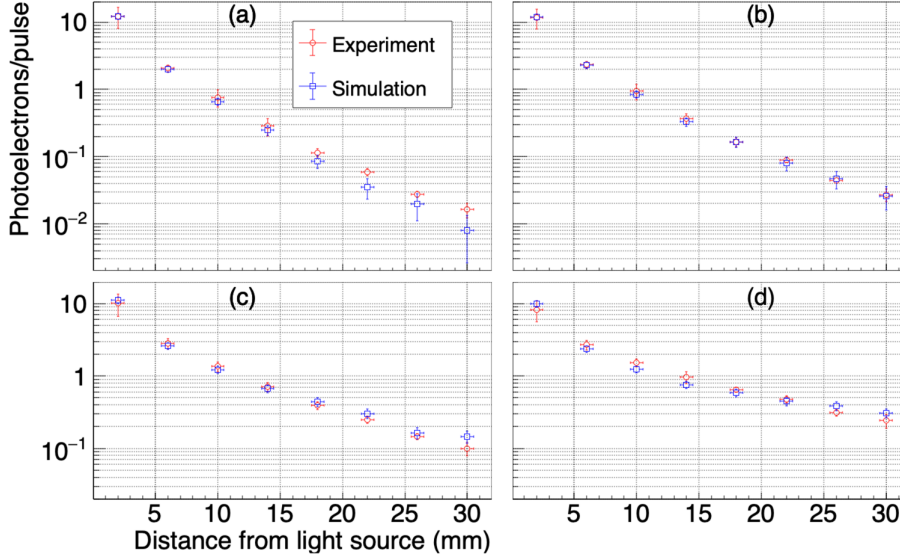 (a)
(b)
Photoelectrons/pulse
10
1
10⁻¹
10⁻²
Experiment
Simulation
(c)
(d)
10
1
10⁻¹
5 10 15 20 25 30
5 10 15 20 25 30
Distance from light source (mm)